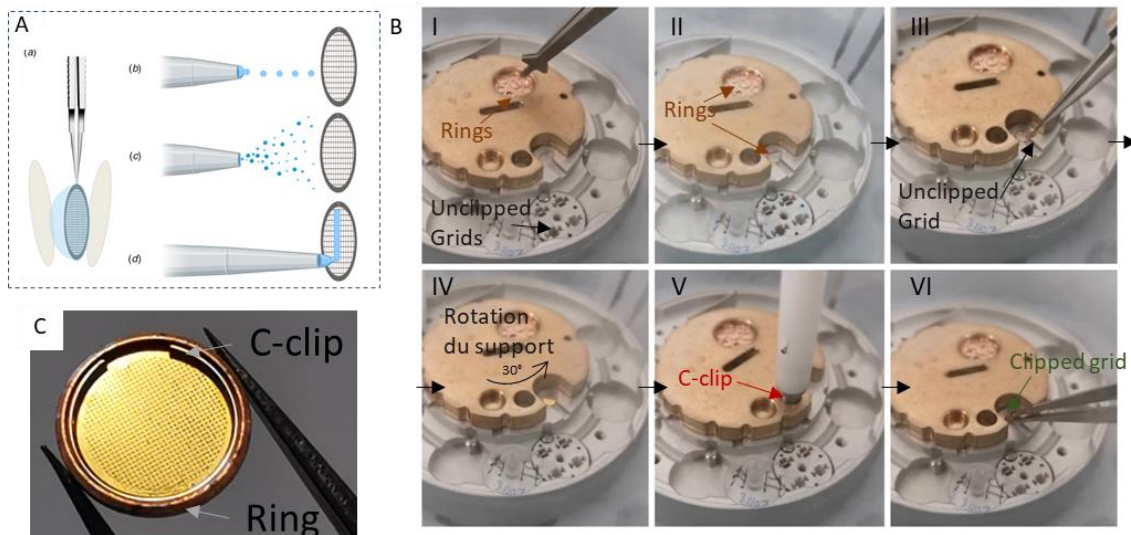 A
(a)
(b)
(c)
(d)
B
I
Rings
Unclipped
Grids
II
Rings
III
Unclipped
Grid
IV
Rotation
du support
30°
V
C-clip
VI
Clipped grid
C
C-clip
Ring